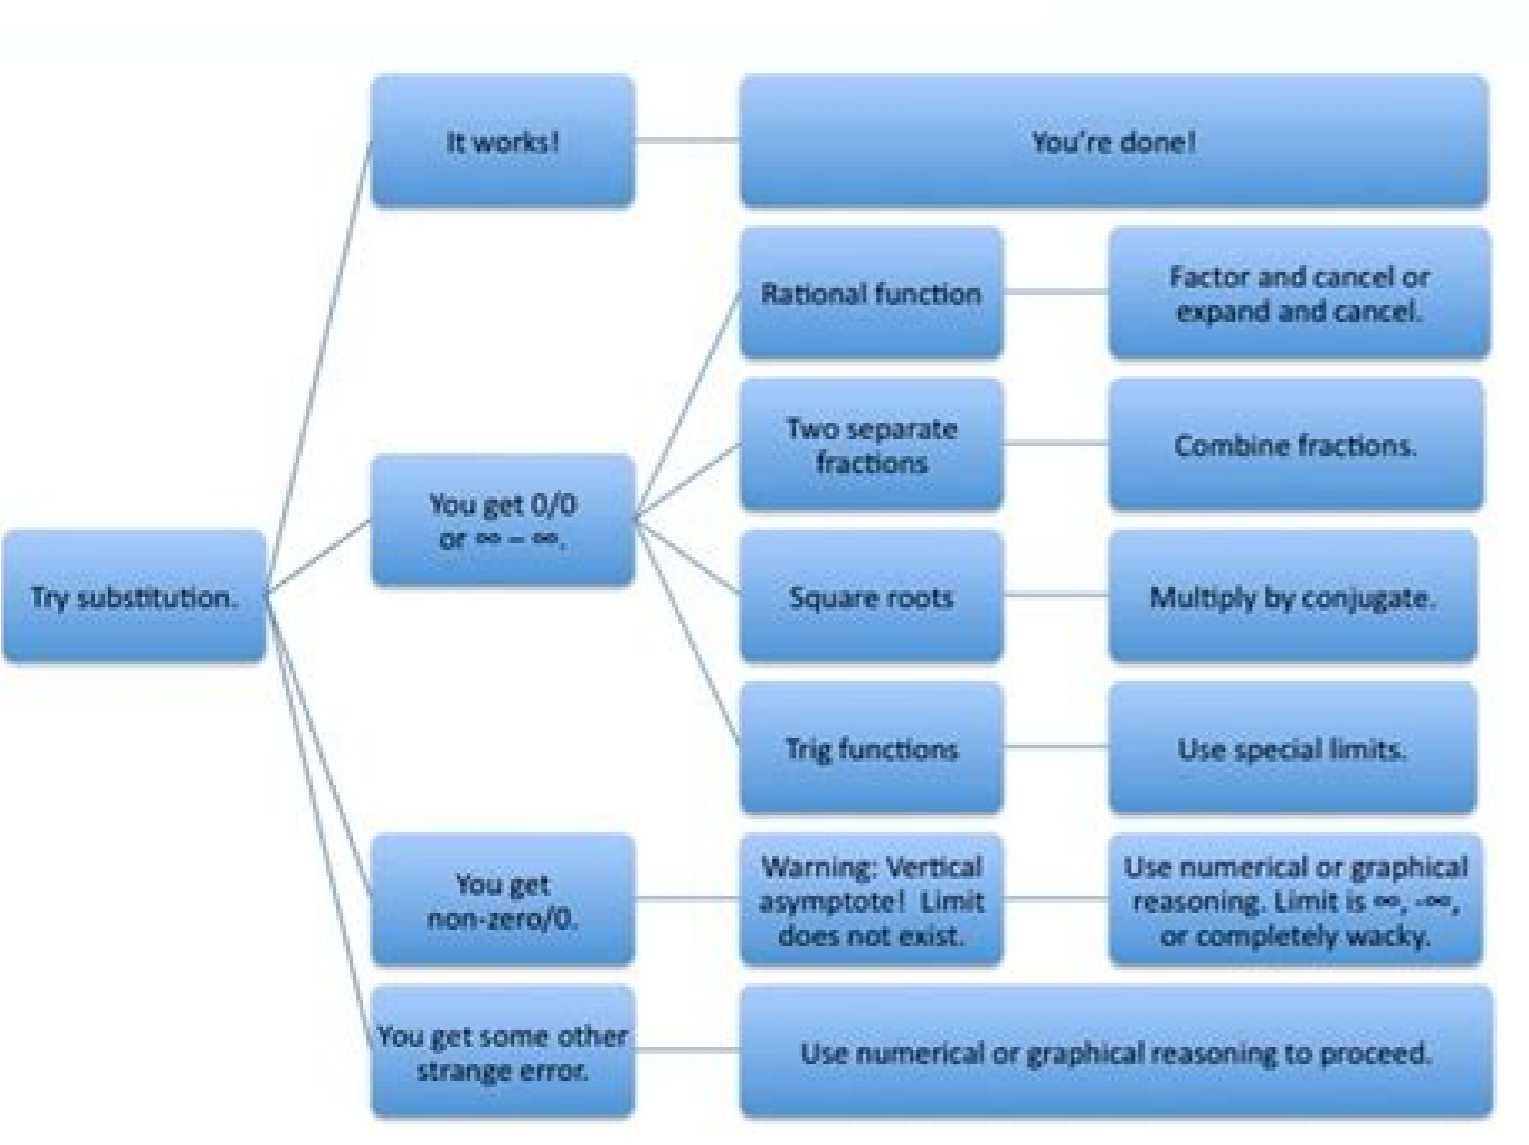 It works!
You're done!
Rational function
Factor and cancel or
expand and cancel.
Two separate
fractions
Combine fractions.
You get 0/0
or ∞ – ∞.
Try substitution.
Square roots
Multiply by conjugate.
Trig functions
Use special limits.
You get
non-zero/0.
Warning: Vertical
asymptote! Limit
does not exist.
Use numerical or graphical
reasoning. Limit is ∞, -∞,
or completely wacky.
You get some other
strange error.
Use numerical or graphical reasoning to proceed.